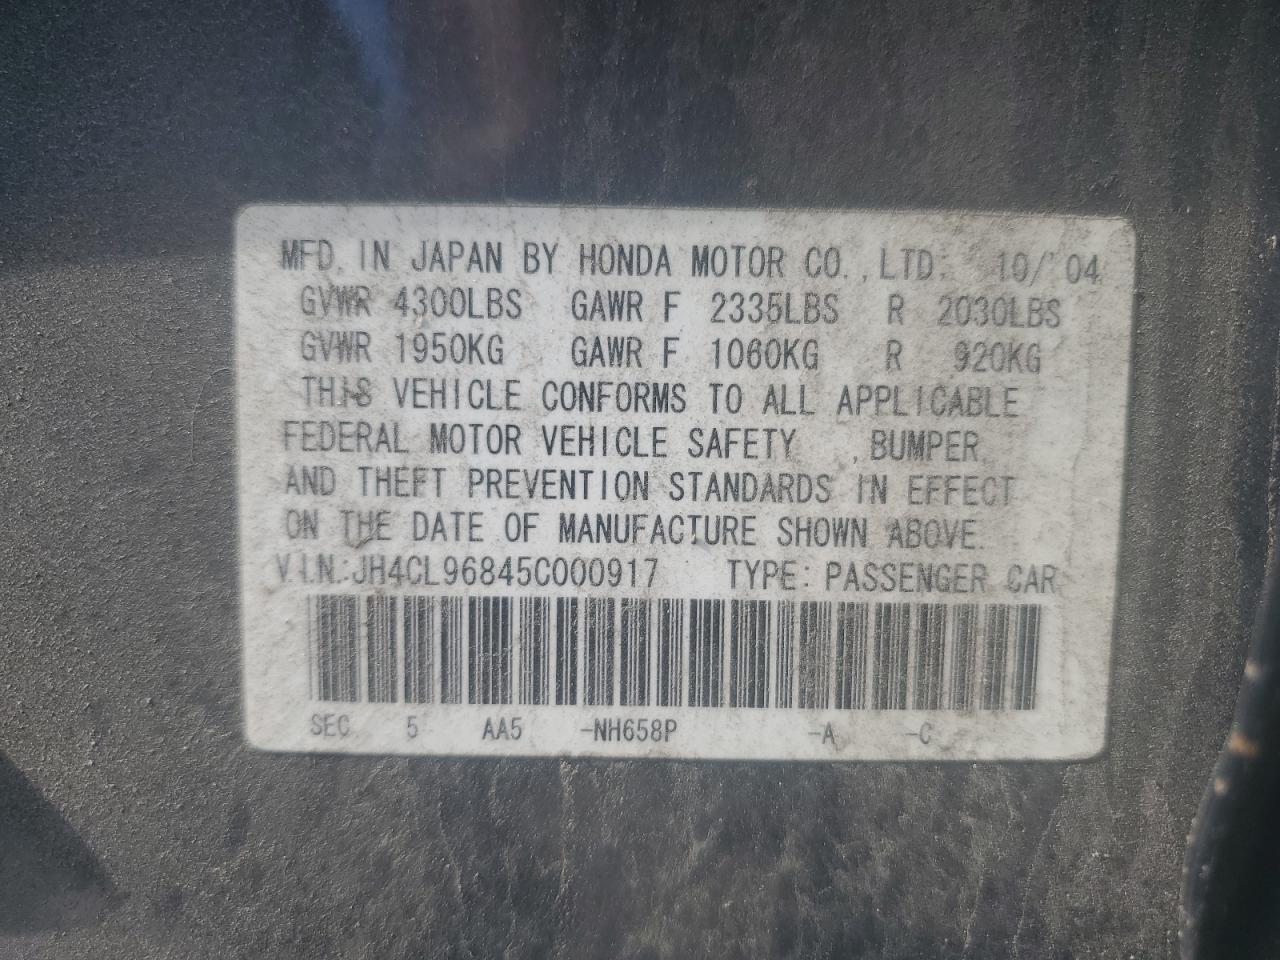 MFD. IN JAPAN BY HONDA MOTOR CO., LTD. 10/'04
GVWR 4300LBS GAWR F 2335LBS R 2030LBS
GVWR 1950KG GAWR F 1060KG R 920KG
THIS VEHICLE CONFORMS TO ALL APPLICABLE
FEDERAL MOTOR VEHICLE SAFETY ,BUMPER,
AND THEFT PREVENTION STANDARDS IN EFFECT
ON THE DATE OF MANUFACTURE SHOWN ABOVE.
V.I.N.:JH4CL96845C000917 TYPE: PASSENGER CAR
SEC 5 AA5 -NH658P -A -C